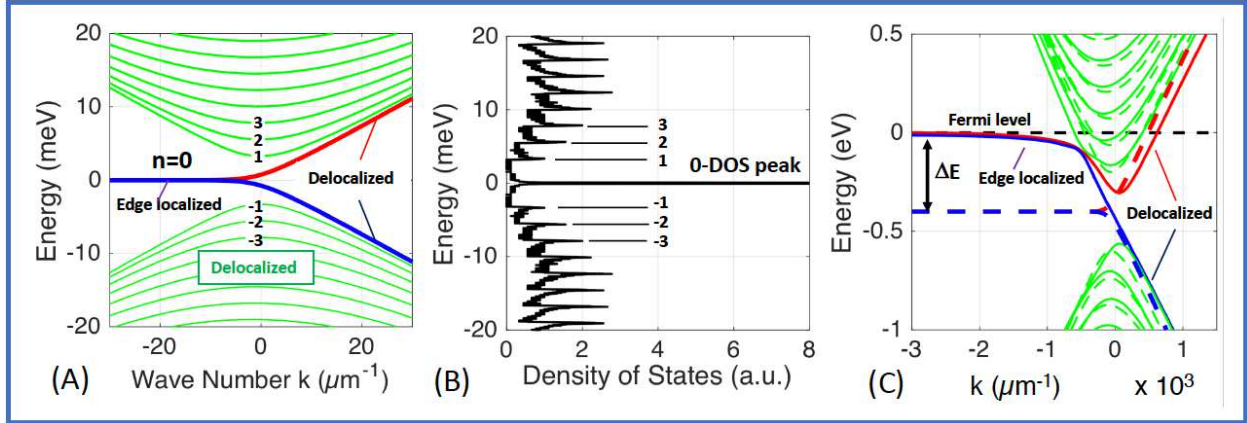 20
10
0
-10
-20
Energy (meV)
3
2
1
n=0
Edge localized
Delocalized
-1
-2
-3
Delocalized
-20
0
20
(A)
Wave Number k (µm⁻¹)
20
10
0
-10
-20
Energy (meV)
3
2
1
0-DOS peak
-1
-2
-3
0
2
4
6
8
(B)
Density of States (a.u.)
0.5
0
-0.5
-1
Energy (eV)
Fermi level
ΔE
Edge localized
Delocalized
-3
-2
-1
0
1
(C)
k (µm⁻¹)
x 10³